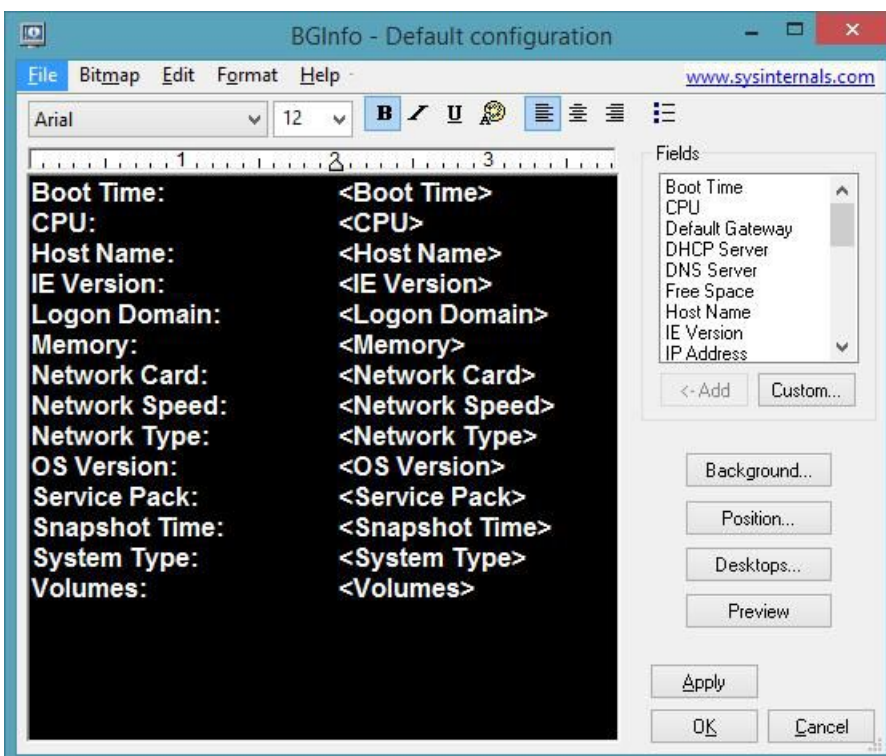 BGInfo - Default configuration
File Bitmap Edit Format Help
www.sysinternals.com
Arial 12 B I U
1 2 3
Boot Time: <Boot Time>
CPU: <CPU>
Host Name: <Host Name>
IE Version: <IE Version>
Logon Domain: <Logon Domain>
Memory: <Memory>
Network Card: <Network Card>
Network Speed: <Network Speed>
Network Type: <Network Type>
OS Version: <OS Version>
Service Pack: <Service Pack>
Snapshot Time: <Snapshot Time>
System Type: <System Type>
Volumes: <Volumes>
Fields
Boot Time
CPU
Default Gateway
DHCP Server
DNS Server
Free Space
Host Name
IE Version
IP Address
<- Add Custom...
Background...
Position...
Desktops...
Preview
Apply
OK Cancel